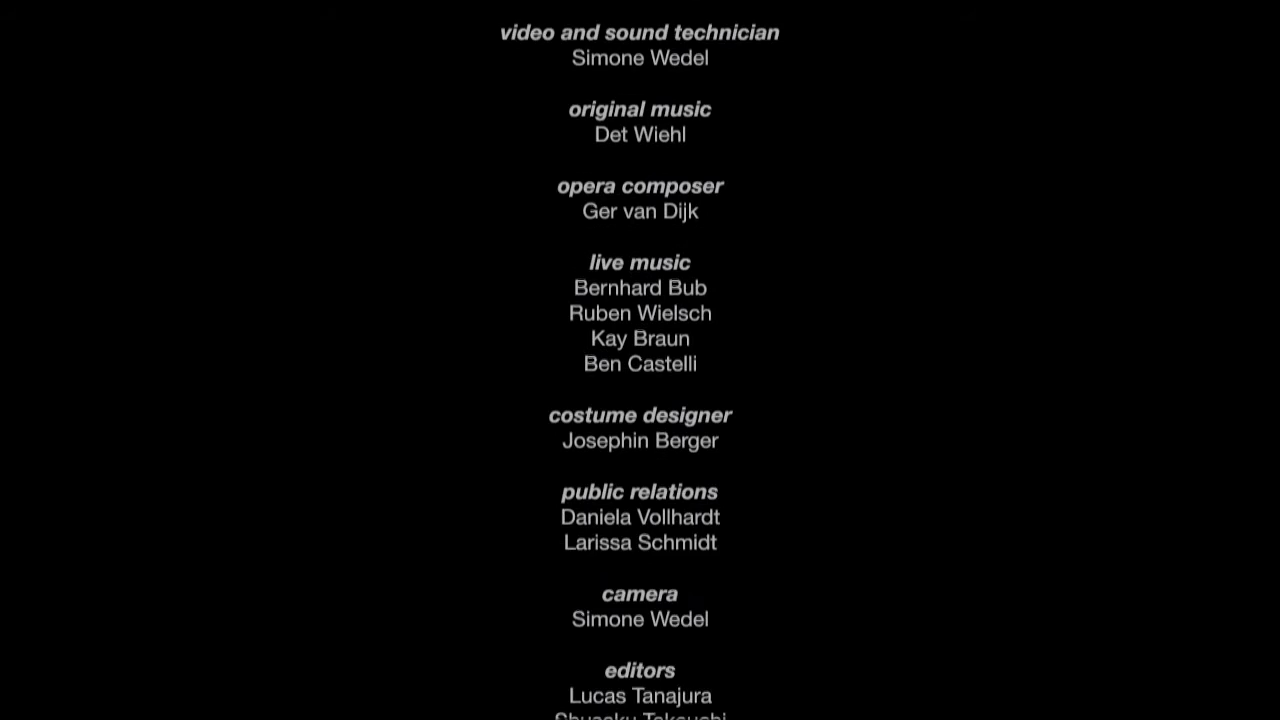 video and sound technician
Simone Wedel
original music
Det Wiehl
opera composer
Ger van Dijk
live music
Bernhard Bub
Ruben Wielsch
Kay Braun
Ben Castelli
costume designer
Josephin Berger
public relations
Daniela Vollhardt
Larissa Schmidt
camera
Simone Wedel
editors
Lucas Tanajura